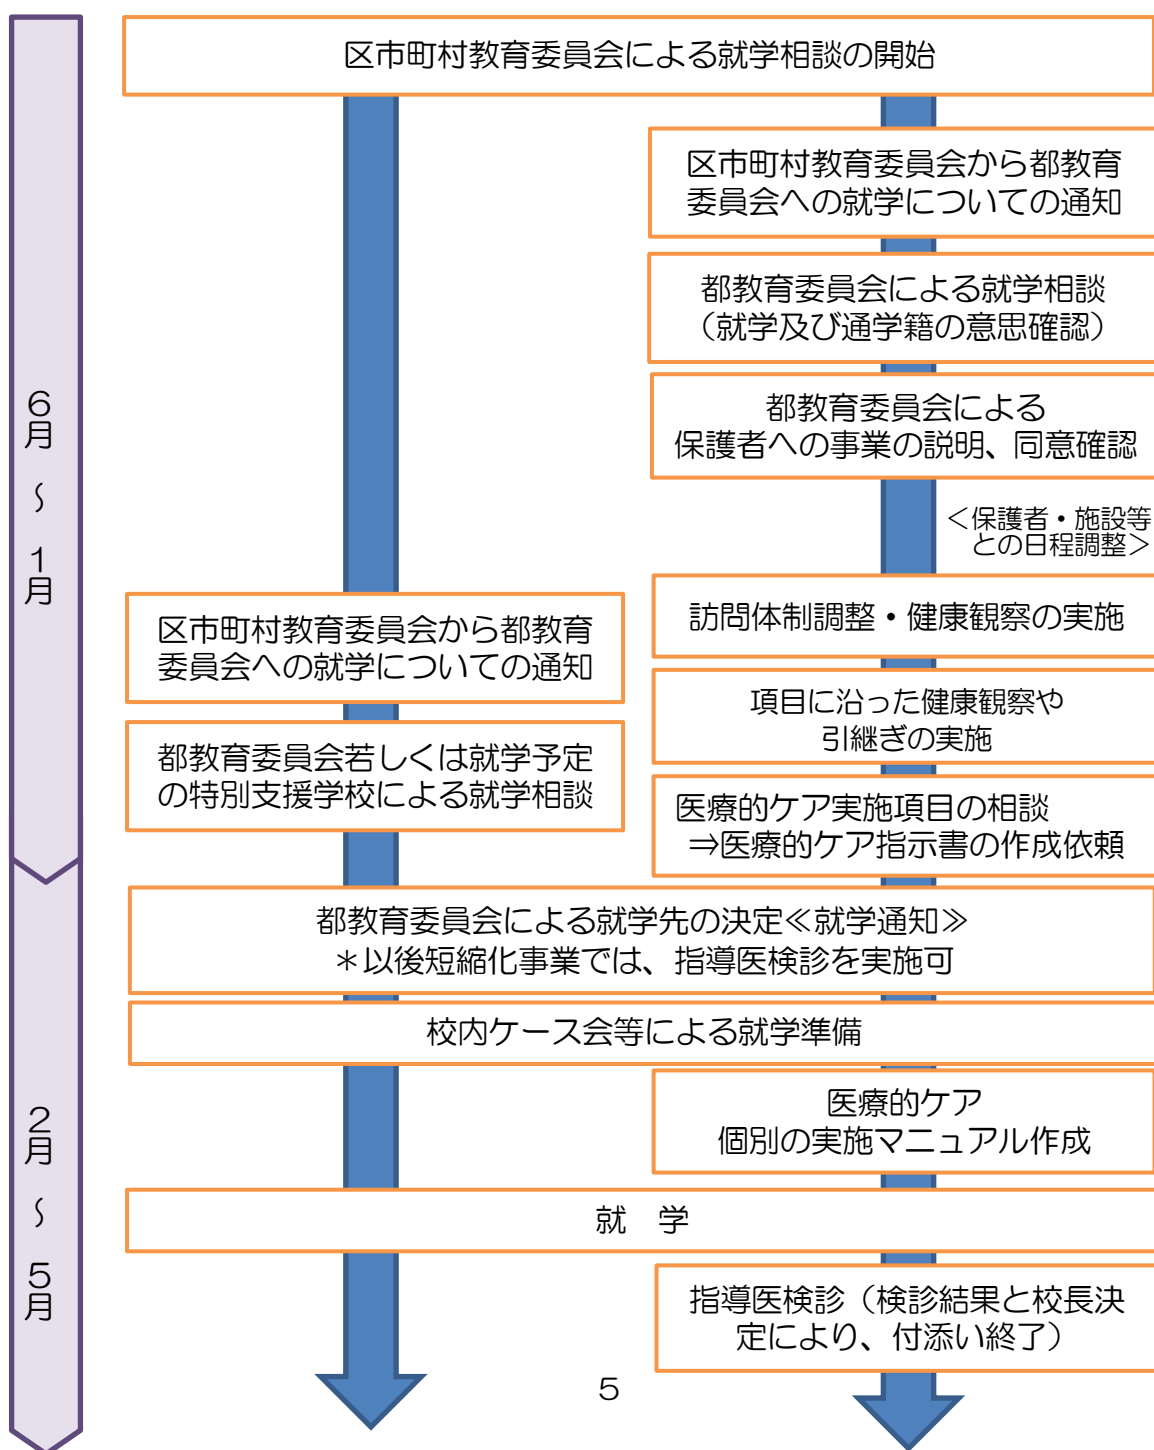 区市町村教育委員会による就学相談の開始
区市町村教育委員会から都教育
委員会への就学についての通知
都教育委員会による就学相談
（就学及び通学籍の意思確認）
都教育委員会による
保護者への事業の説明、同意確認
＜保護者・施設等
との日程調整＞
6月 〜 1月
訪問体制調整・健康観察の実施
区市町村教育委員会から都教育
委員会への就学についての通知
項目に沿った健康観察や
引継ぎの実施
都教育委員会若しくは就学予定
の特別支援学校による就学相談
医療的ケア実施項目の相談
⇒医療的ケア指示書の作成依頼
都教育委員会による就学先の決定≪就学通知≫
＊以後短縮化事業では、指導医検診を実施可
校内ケース会等による就学準備
医療的ケア
個別の実施マニュアル作成
2月 〜 5月
就　学
指導医検診（検診結果と校長決
定により、付添い終了）
5